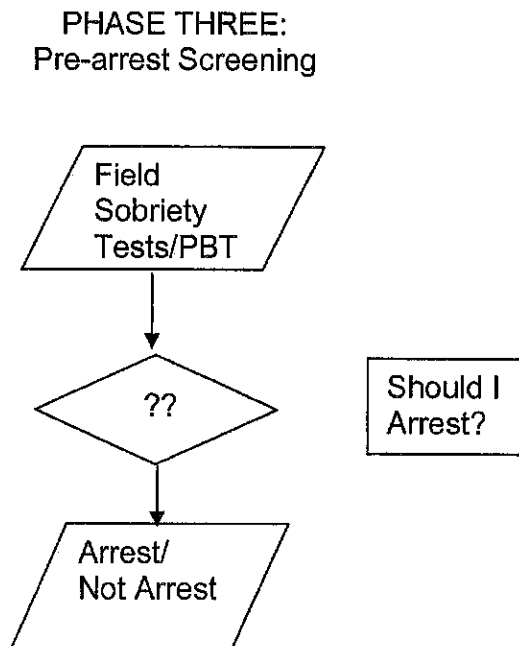 PHASE THREE:
Pre-arrest Screening
Field
Sobriety
Tests/PBT
??
Should I
Arrest?
Arrest/
Not Arrest